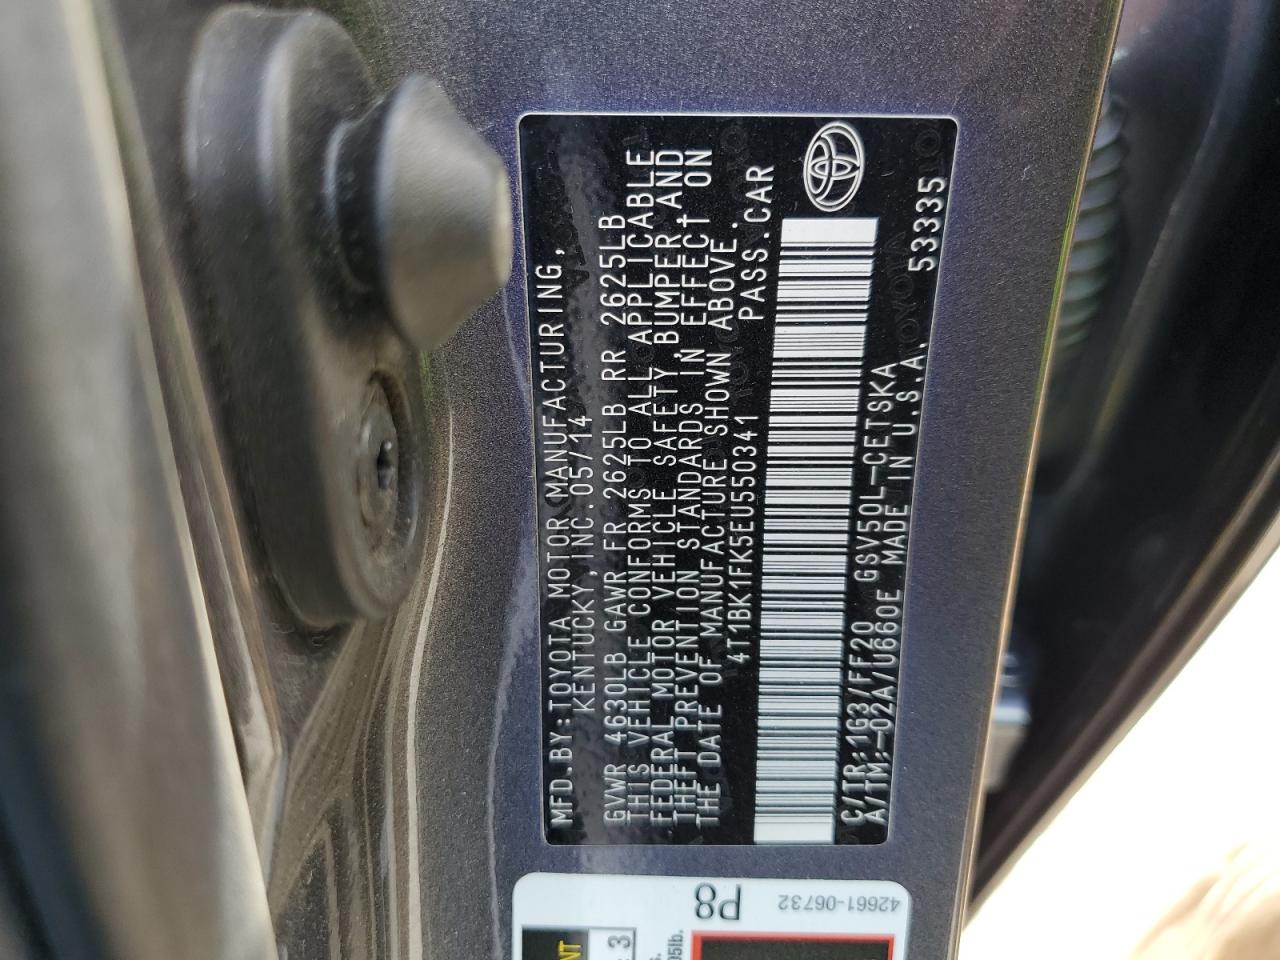 MFD.BY:TOYOTA MOTOR MANUFACTURING,
KENTUCKY,INC.05/14
GVWR 4630LB GAWR FR 2625LB RR 2625LB
THIS VEHICLE CONFORMS TO ALL APPLICABLE
FEDERAL MOTOR VEHICLE SAFETY, BUMPER, AND
THEFT PREVENTION STANDARDS IN EFFECT ON
THE DATE OF MANUFACTURE SHOWN ABOVE.
4T1BK1FK5EU550341 PASS.CAR
C/TR:1G3/FF20 GSV50L-CETSKA
A/TM:-02A/U660E MADE IN U.S.A. 53335
P8
42661-06732
NT
3